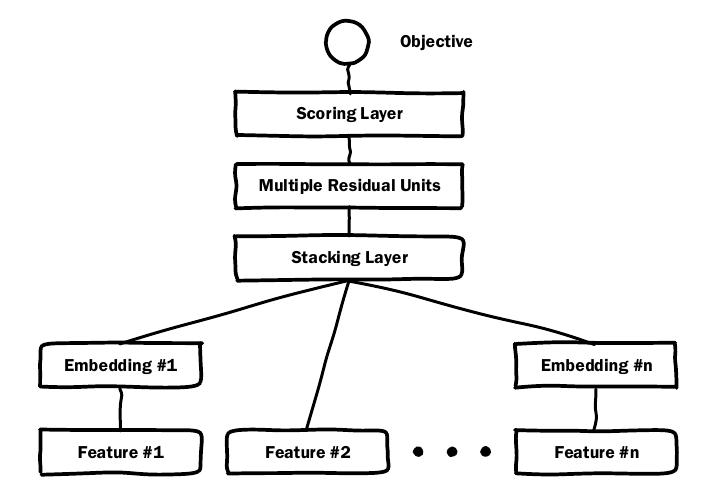 Objective
Scoring Layer
Multiple Residual Units
Stacking Layer
Embedding #1
Embedding #n
Feature #1
Feature #2
Feature #n